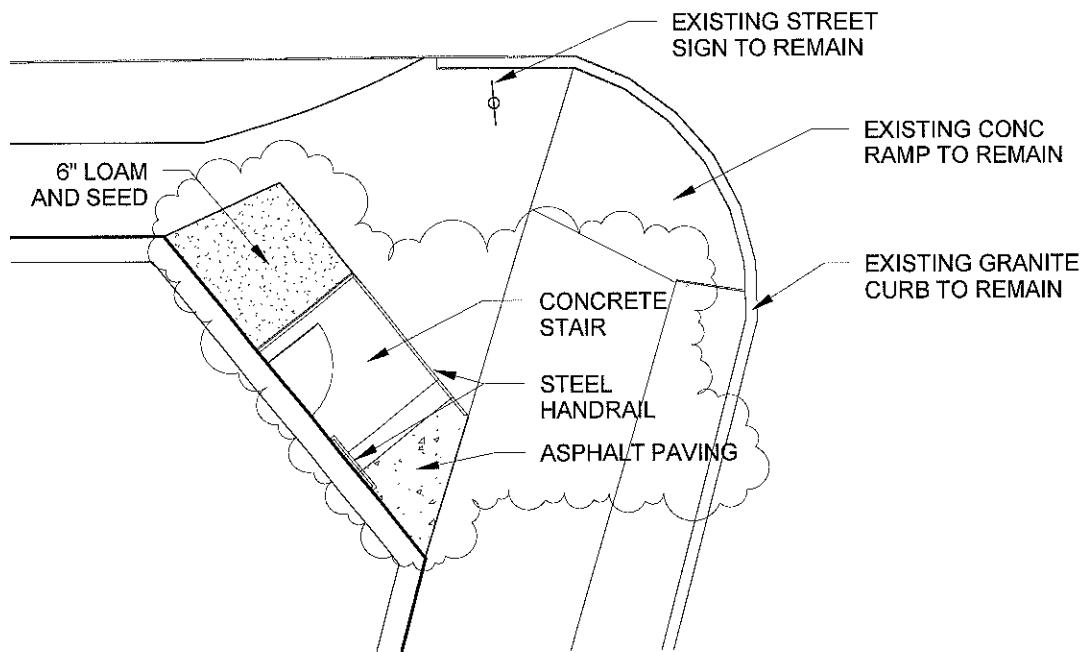 EXISTING STREET
SIGN TO REMAIN
EXISTING CONC
RAMP TO REMAIN
6" LOAM
AND SEED
EXISTING GRANITE
CURB TO REMAIN
CONCRETE
STAIR
STEEL
HANDRAIL
ASPHALT PAVING